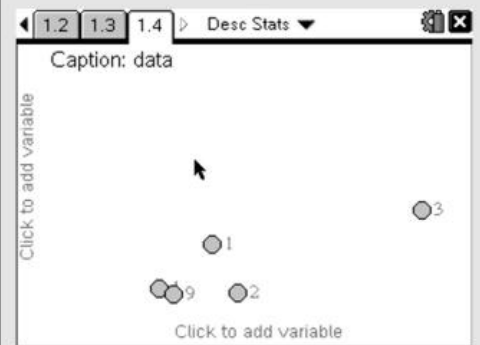 1.2 1.3 1.4 Desc Stats
Caption: data
Click to add variable
3
1
9
2
Click to add variable